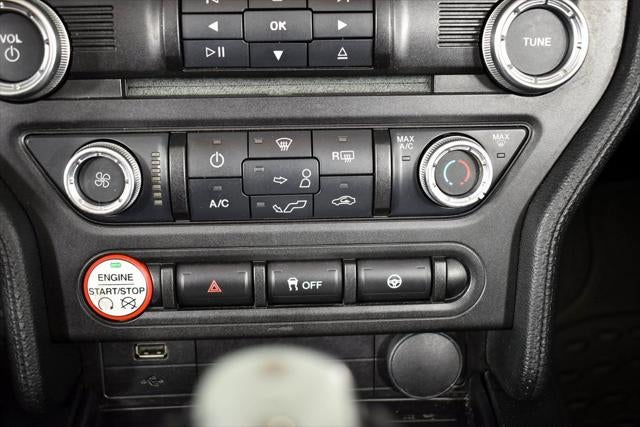 VOL
OK
TUNE
MAX
A/C
MAX
R
A/C
ENGINE
START/STOP
OFF